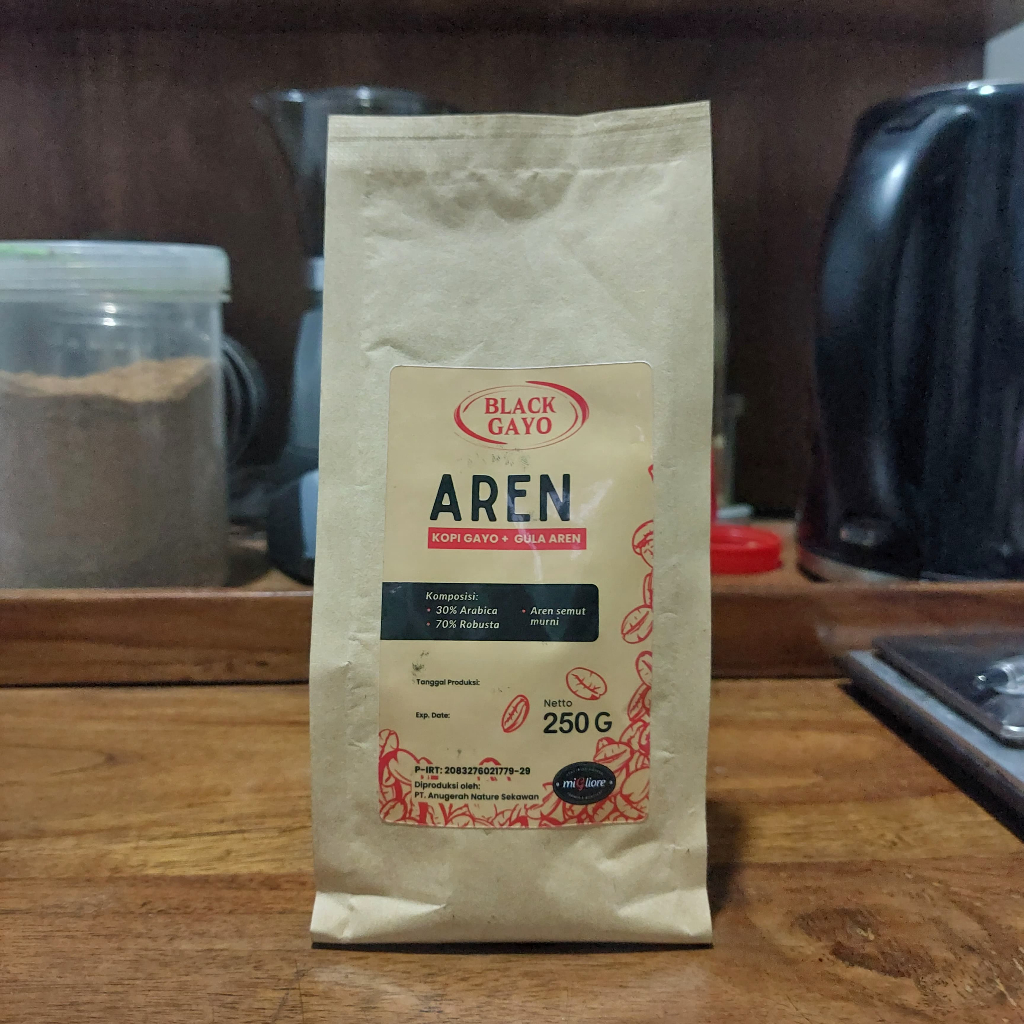 BLACK
GAYO
AREN
KOPI GAYO + GULA AREN
Komposisi:
• 30% Arabica
• 70% Robusta
• Aren semut
murni
Tanggal Produksi:
Exp. Date:
Netto
250 G
P-IRT: 2083276021779-29
Diproduksi oleh:
PT. Anugerah Nature Sekawan
migliore